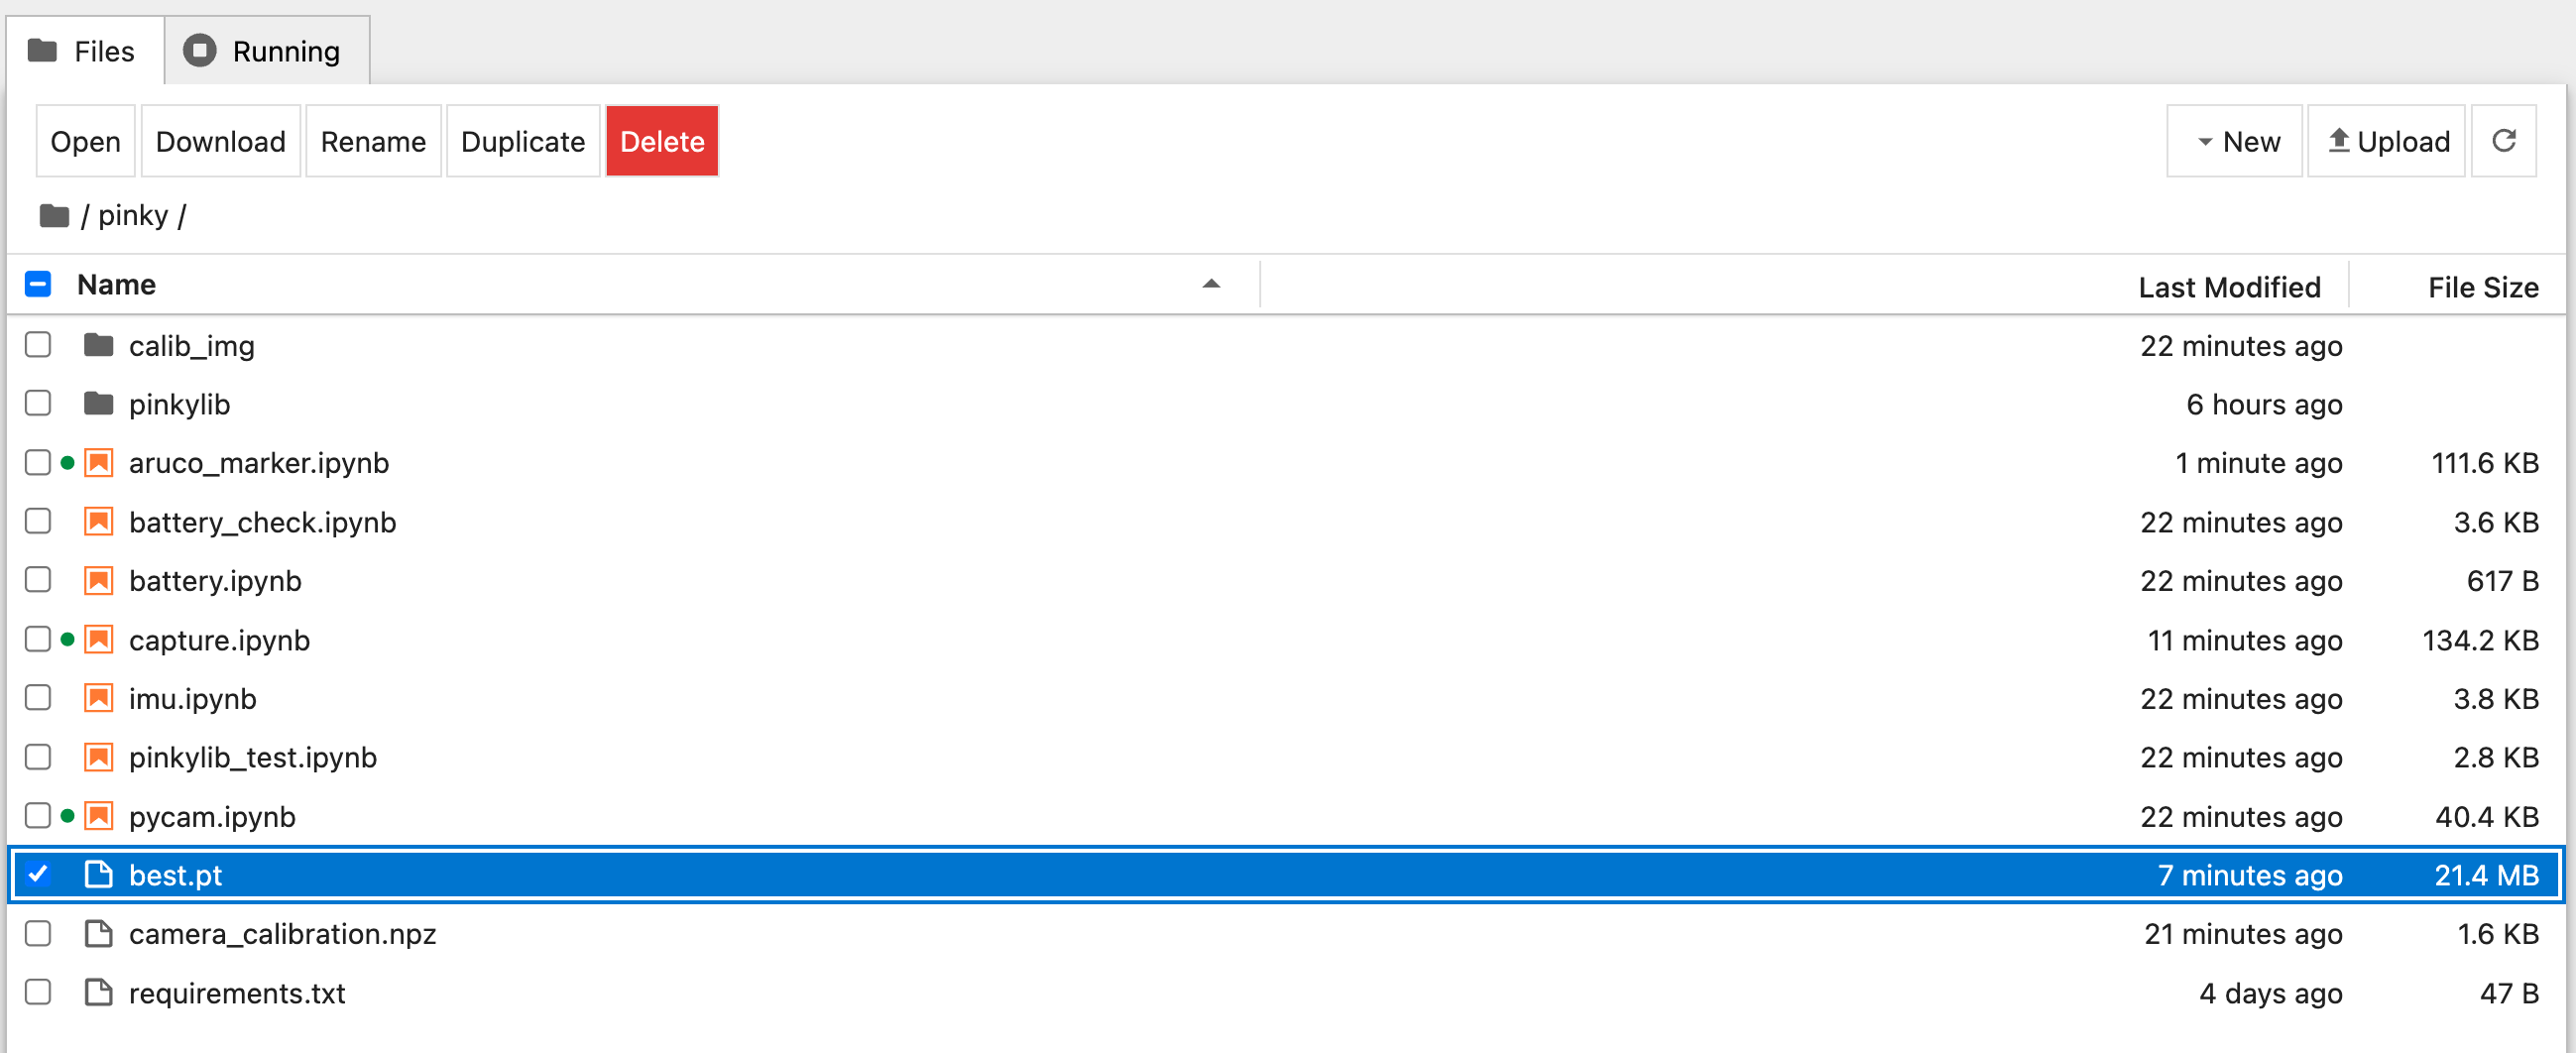 Files Running
Open Download Rename Duplicate Delete New Upload
/ pinky /
Name Last Modified File Size
calib_img 22 minutes ago
pinkylib 6 hours ago
aruco_marker.ipynb 1 minute ago 111.6 KB
battery_check.ipynb 22 minutes ago 3.6 KB
battery.ipynb 22 minutes ago 617 B
capture.ipynb 11 minutes ago 134.2 KB
imu.ipynb 22 minutes ago 3.8 KB
pinkylib_test.ipynb 22 minutes ago 2.8 KB
pycam.ipynb 22 minutes ago 40.4 KB
best.pt 7 minutes ago 21.4 MB
camera_calibration.npz 21 minutes ago 1.6 KB
requirements.txt 4 days ago 47 B